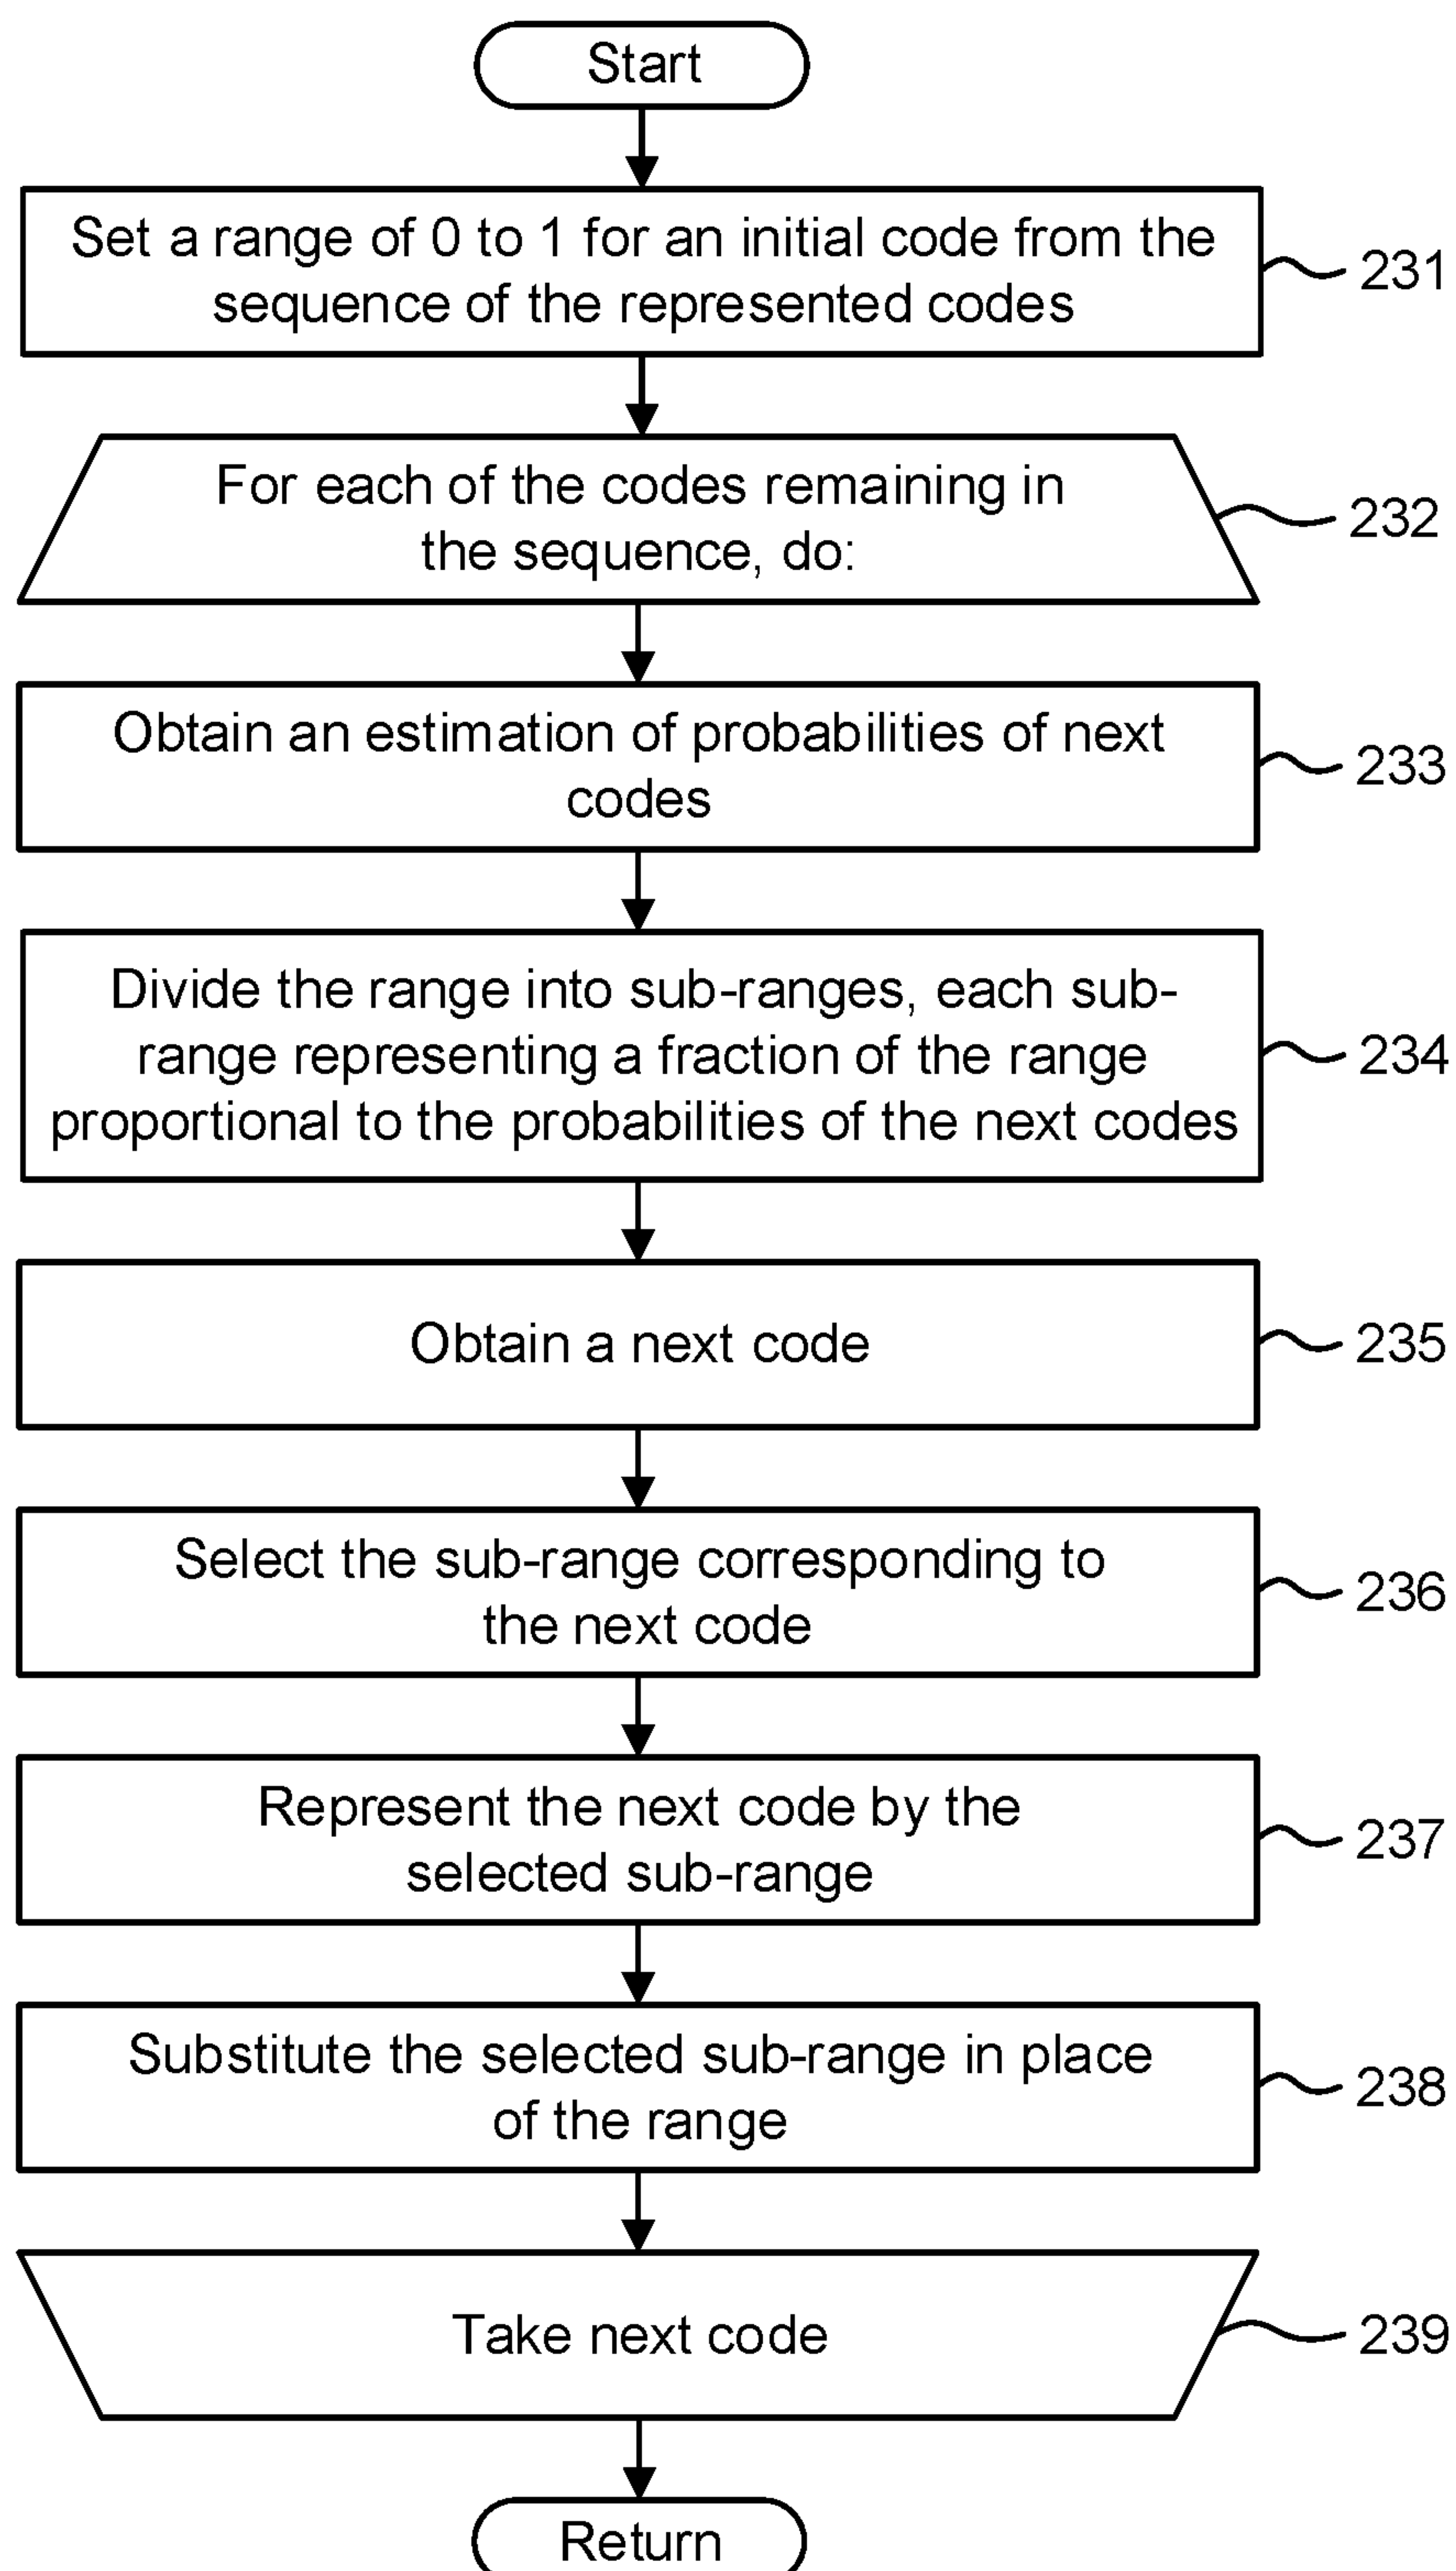 Start
Set a range of 0 to 1 for an initial code from the
sequence of the represented codes
231
For each of the codes remaining in
the sequence, do:
232
Obtain an estimation of probabilities of next
codes
233
Divide the range into sub-ranges, each sub-
range representing a fraction of the range
proportional to the probabilities of the next codes
234
Obtain a next code
235
Select the sub-range corresponding to
the next code
236
Represent the next code by the
selected sub-range
237
Substitute the selected sub-range in place
of the range
238
Take next code
239
Return